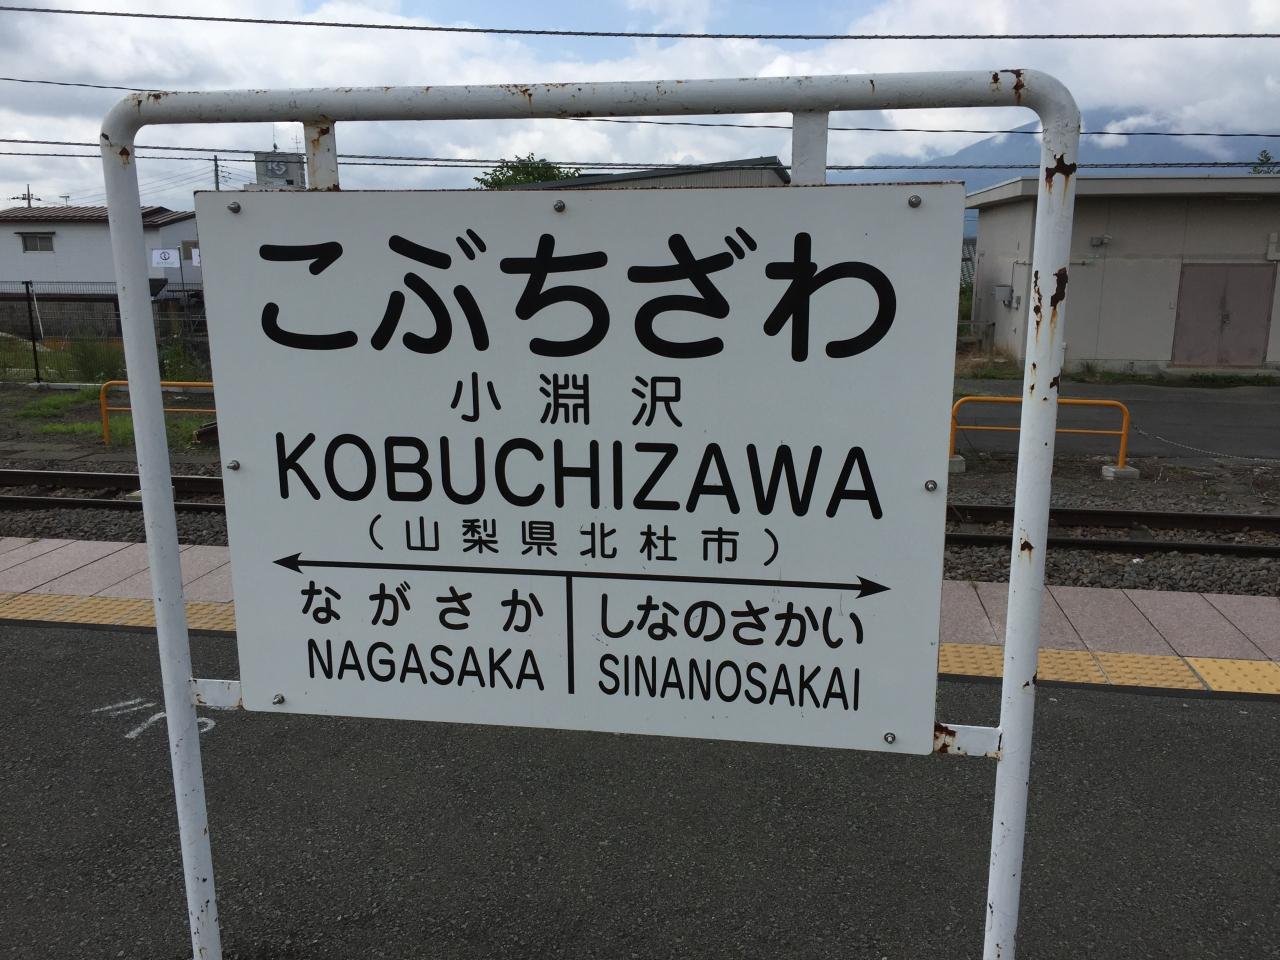 こぶちざわ
小淵沢
KOBUCHIZAWA
(山梨県北杜市)
ながさか しなのさかい
NAGASAKA SINANOSAKAI